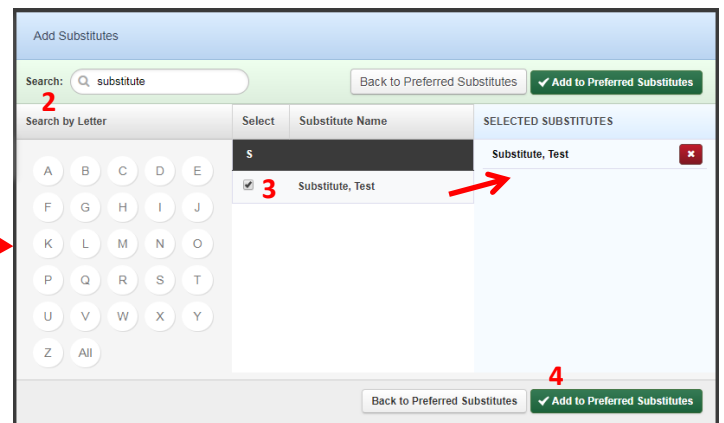 Add Substitutes
Search: substitute Back to Preferred Substitutes ✔ Add to Preferred Substitutes
2
Search by Letter Select Substitute Name SELECTED SUBSTITUTES
S
Substitute, Test ×
A B C D E
3 Substitute, Test
F G H I J
K L M N O
P Q R S T
U V W X Y
Z All
4
Back to Preferred Substitutes ✔ Add to Preferred Substitutes